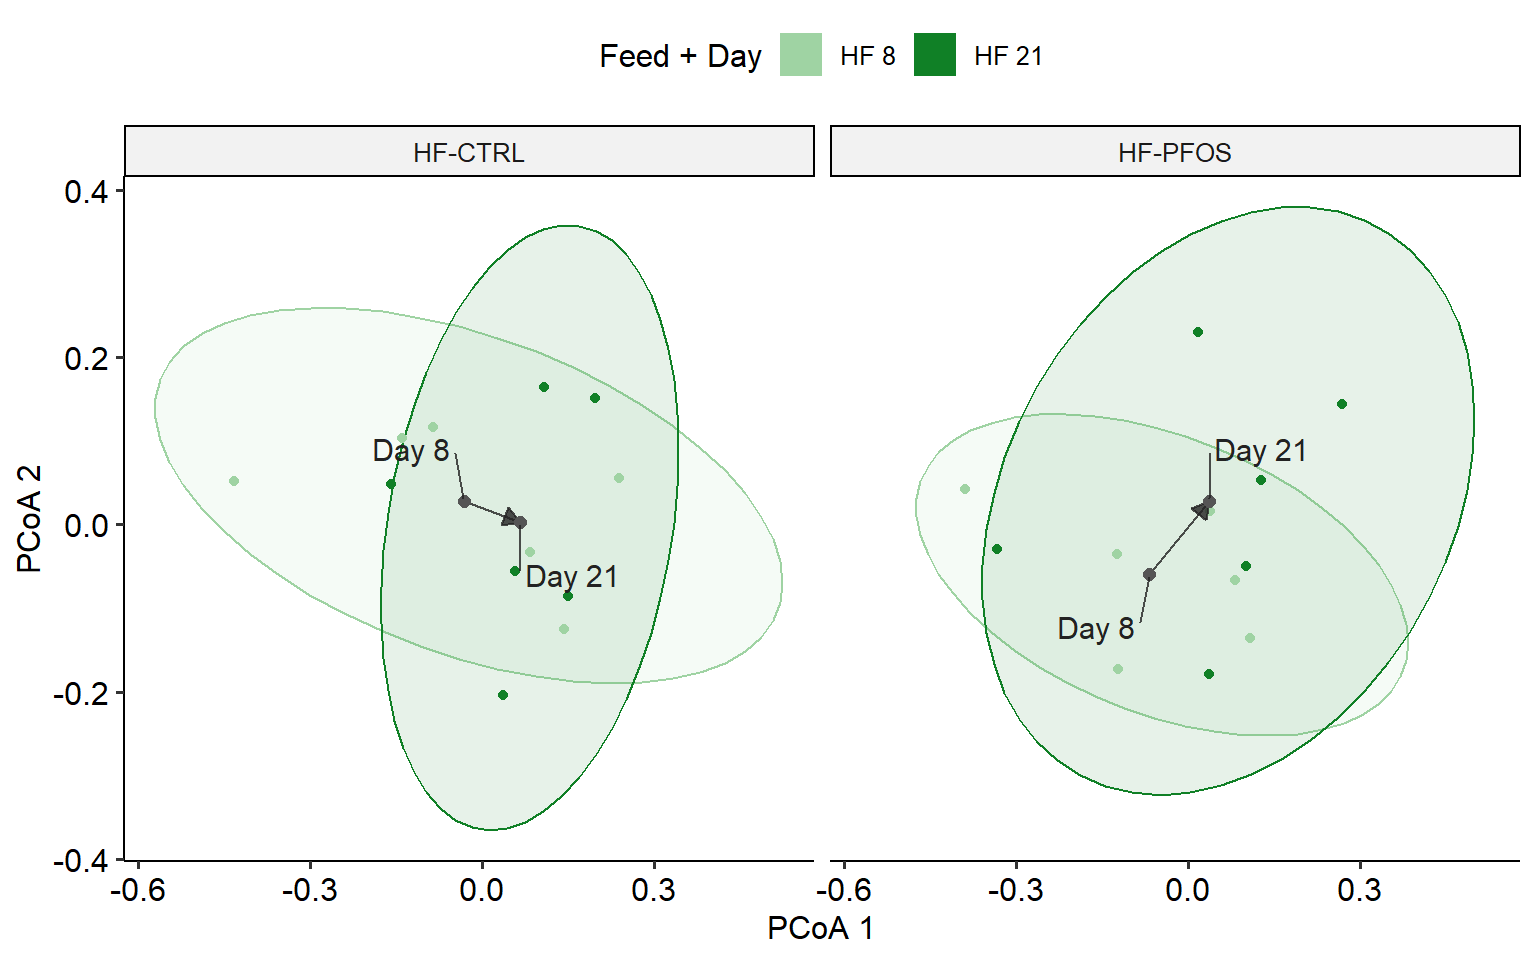 Feed + Day HF 8 HF 21
HF-CTRL HF-PFOS
0.4
0.2
0.0
-0.2
-0.4
PCoA 2
Day 8
Day 21
Day 21
Day 8
-0.6 -0.3 0.0 0.3 -0.6 -0.3 0.0 0.3
PCoA 1